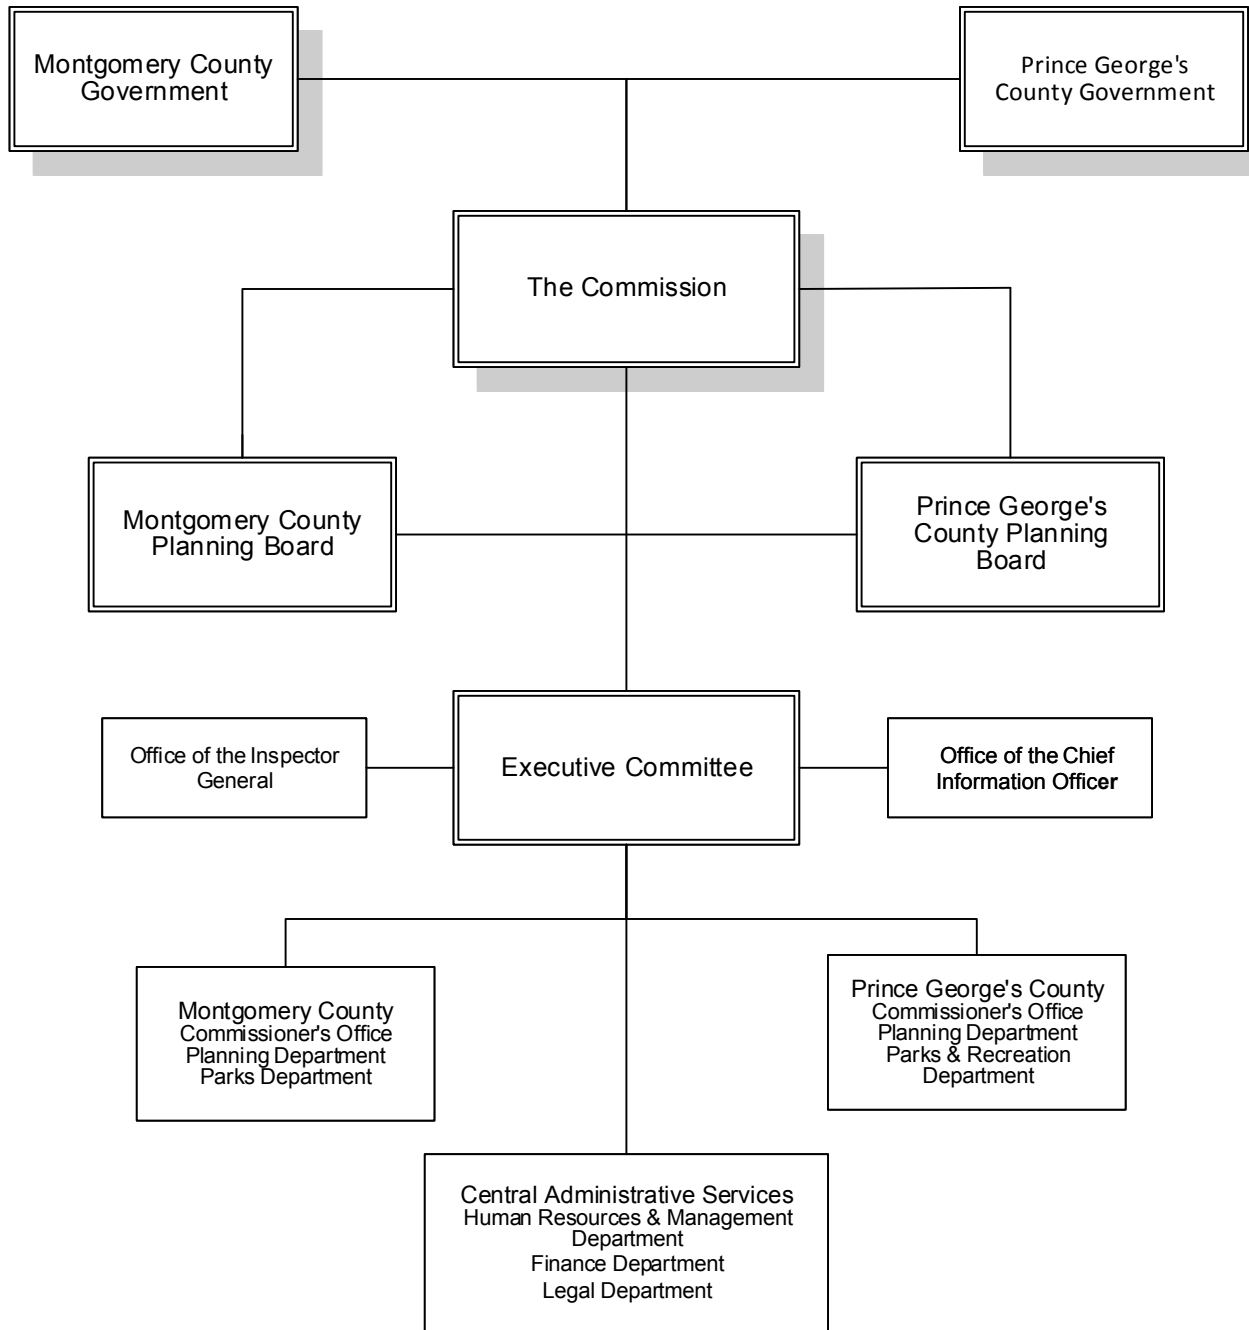 Montgomery County
Government
Prince George's
County Government
The Commission
Montgomery County
Planning Board
Prince George's
County Planning
Board
Office of the Inspector
General
Executive Committee
Office of the Chief
Information Officer
Montgomery County
Commissioner's Office
Planning Department
Parks Department
Prince George's County
Commissioner's Office
Planning Department
Parks & Recreation
Department
Central Administrative Services
Human Resources & Management
Department
Finance Department
Legal Department